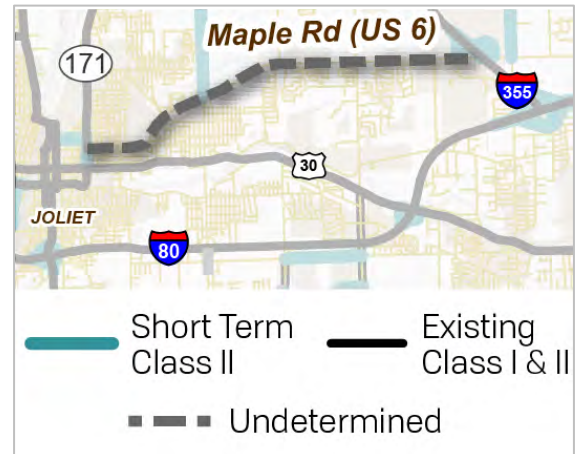 Maple Rd (US 6)
171
355
30
JOLIET
80
Short Term
Class II
Existing
Class I & II
Undetermined